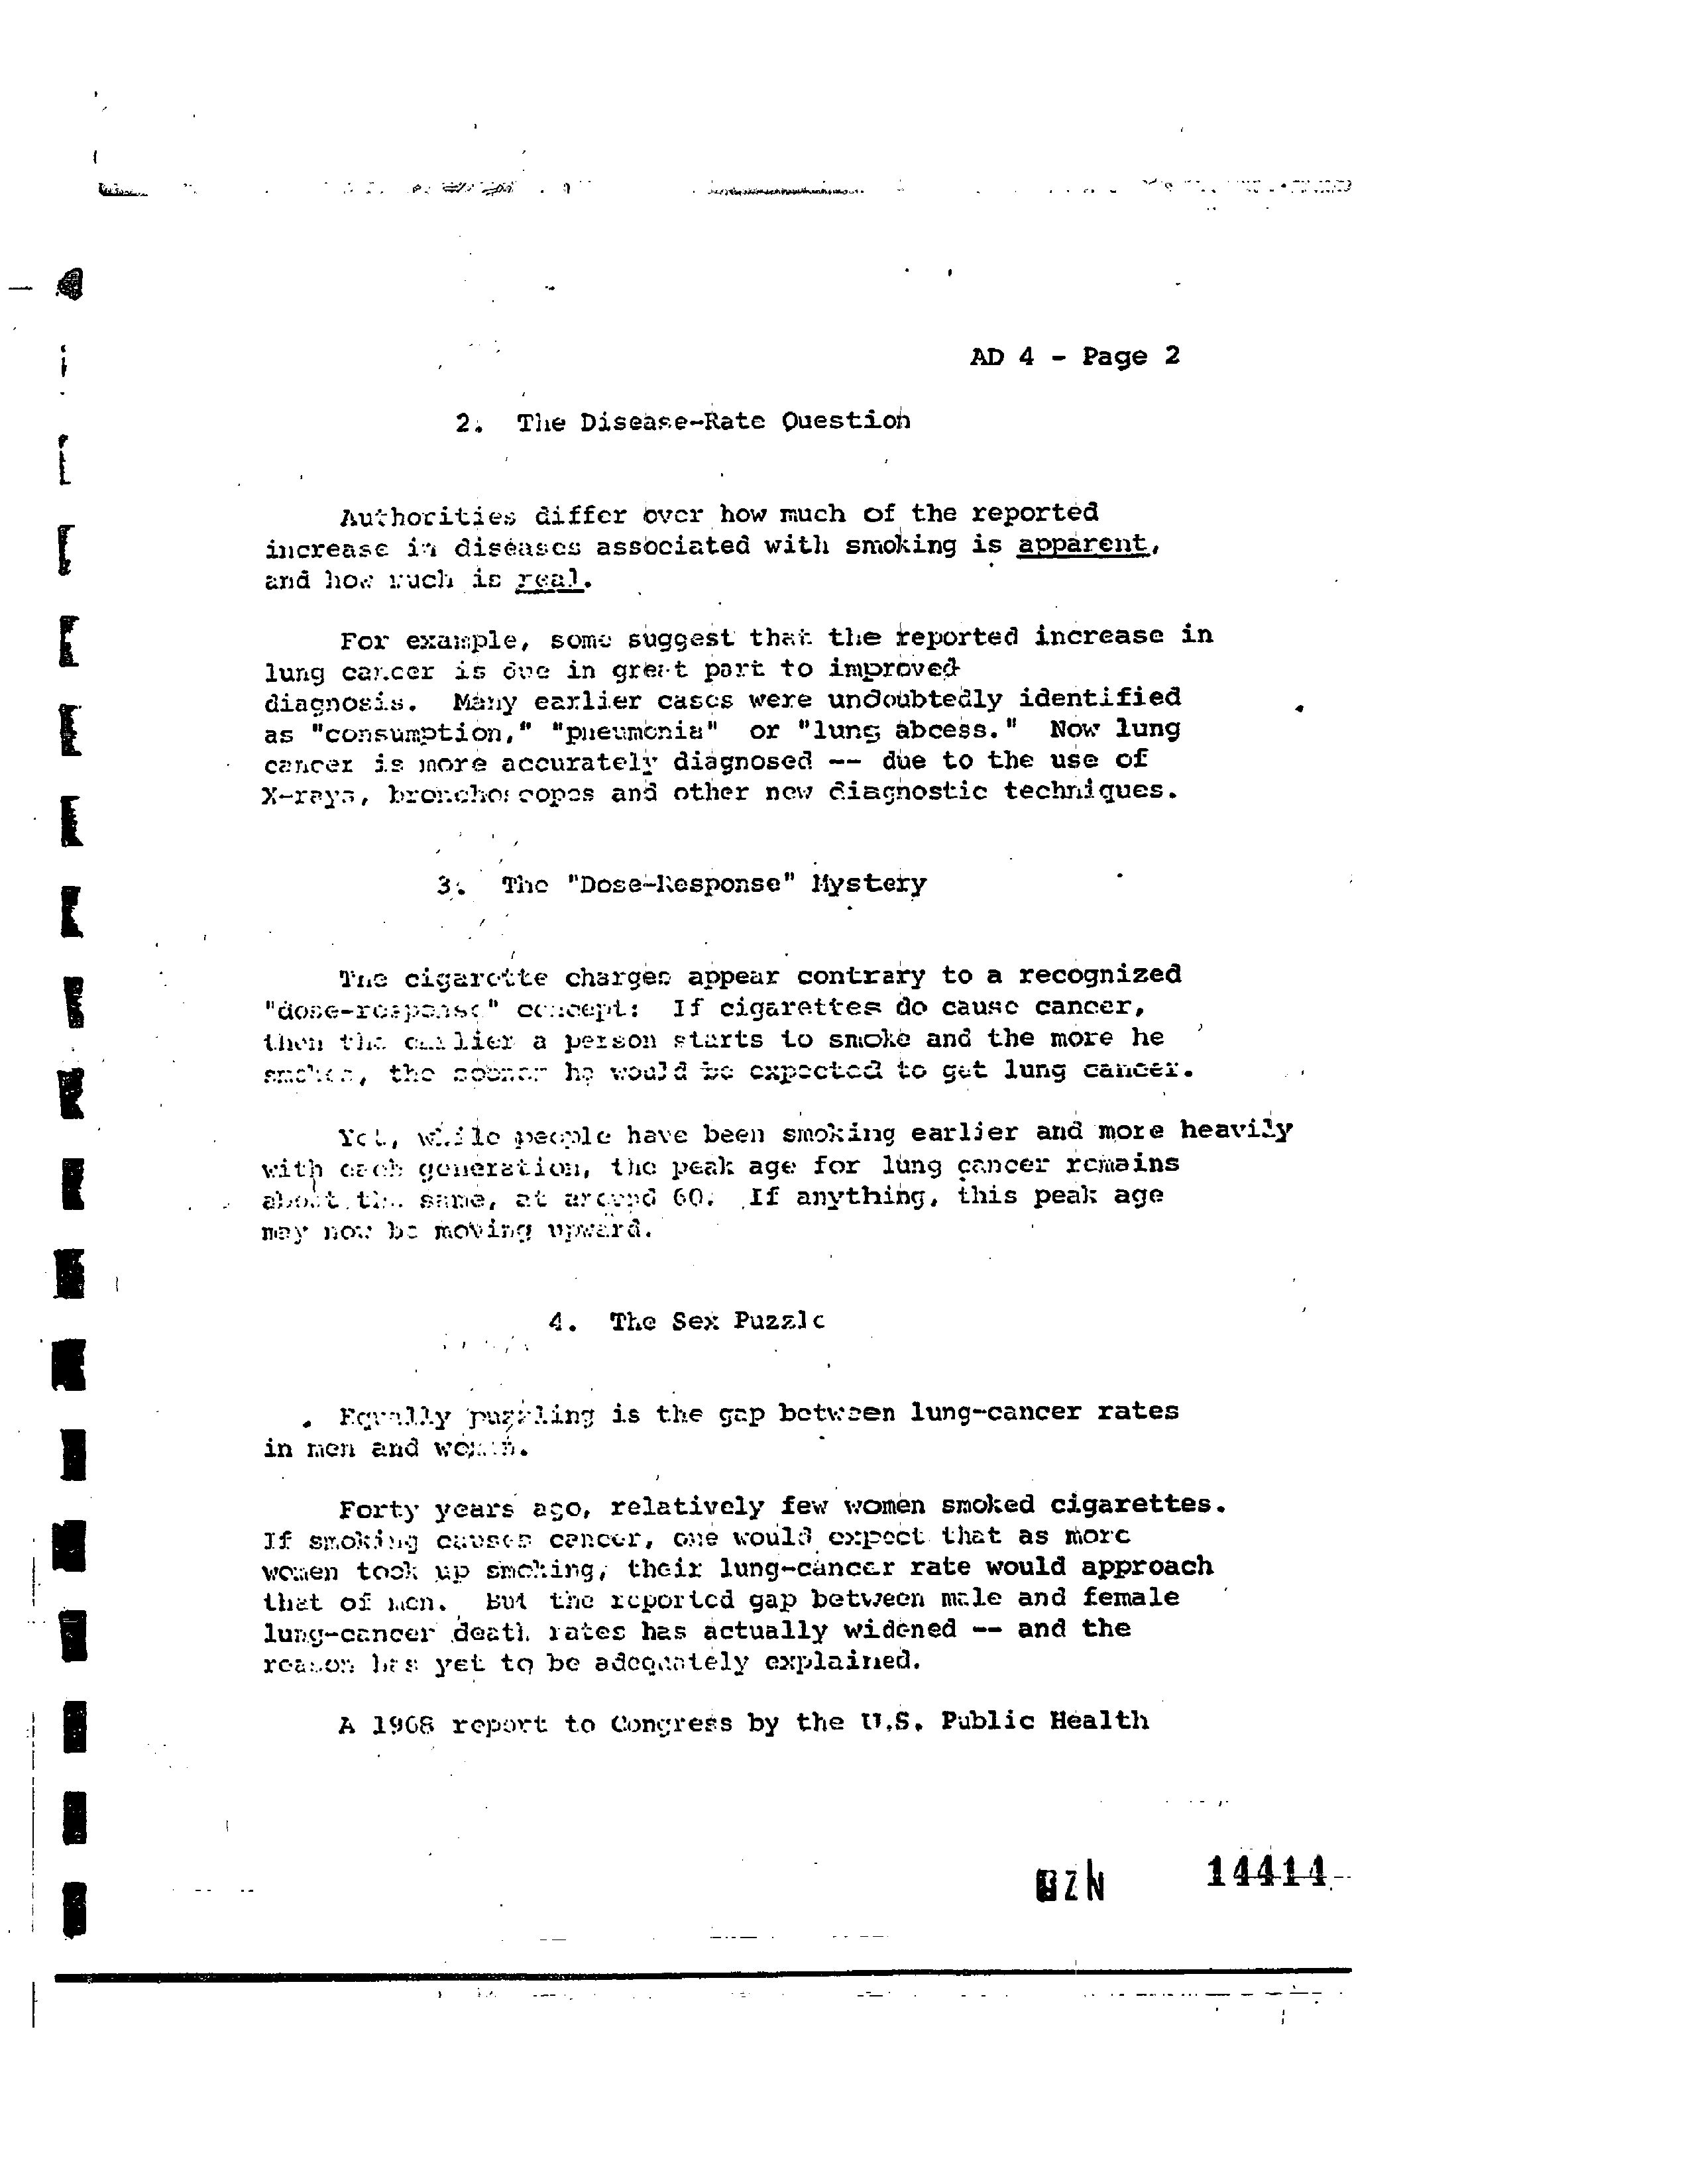 AD 4 - Page 2
2. The Disease-Rate Question
Authorities differ over how much of the reported
increase in diseases associated with smoking is apparent,
and how much is real.
For example, some suggest that the reported increase in
lung cancer is due in great part to improved
diagnosis. Many earlier cases were undoubtedly identified
as "consumption," "pneumonia" or "lung abcess." Now lung
cancer is more accurately diagnosed -- due to the use of
X-rays, bronchoscopes and other new diagnostic techniques.
3. The "Dose-Response" Mystery
The cigarette charges appear contrary to a recognized
"dose-response" concept: If cigarettes do cause cancer,
then the earlier a person starts to smoke and the more he
smokes, the sooner he would be expected to get lung cancer.
Yet, while people have been smoking earlier and more heavily
with each generation, the peak age for lung cancer remains
about the same, at around 60. If anything, this peak age
may now be moving upward.
4. The Sex Puzzle
Equally puzzling is the gap between lung-cancer rates
in men and women.
Forty years ago, relatively few women smoked cigarettes.
If smoking causes cancer, one would expect that as more
women took up smoking, their lung-cancer rate would approach
that of men. But the reported gap between male and female
lung-cancer death rates has actually widened -- and the
reason has yet to be adequately explained.
A 1968 report to Congress by the U.S. Public Health
14414